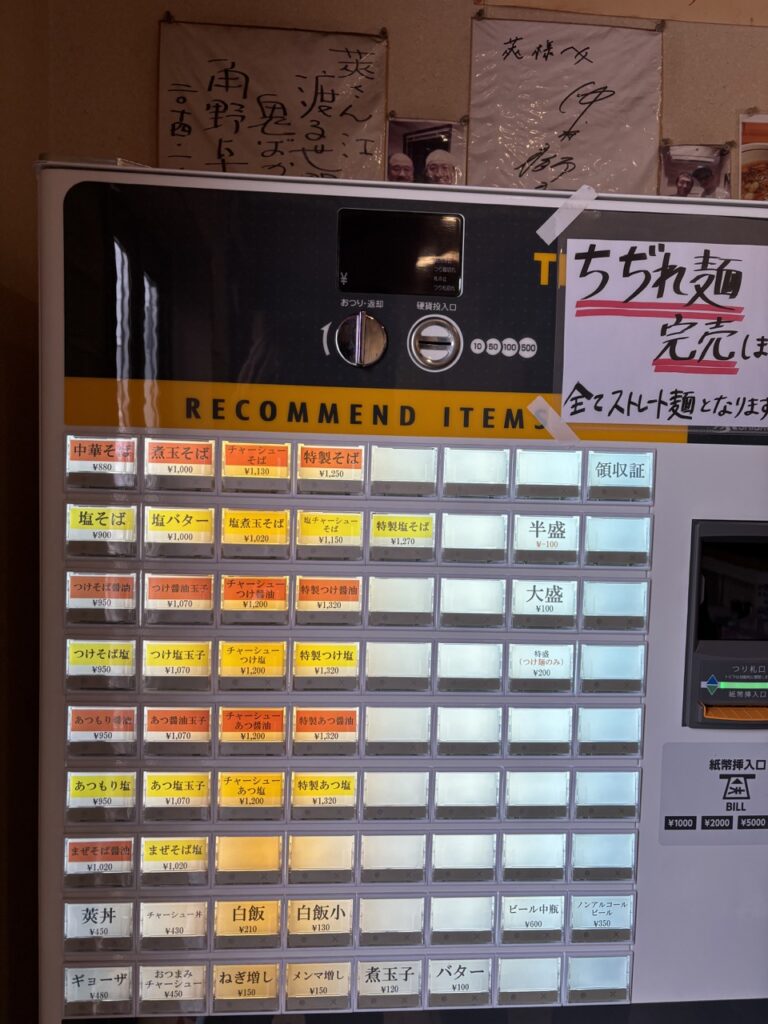 莢さん江
渡る世
鬼ばか
角野卓
二〇十四・一
莢様へ
¥
おつり・返却
硬貨投入口
10 50 100 500
T
ちぢれ麺
完売しま
全てストレート麺となります
RECOMMEND ITEMS
中華そば ¥880
煮玉そば ¥1,000
チャーシューそば ¥1,130
特製そば ¥1,250
領収証
塩そば ¥900
塩バター ¥1,000
塩煮玉そば ¥1,020
塩チャーシューそば ¥1,150
特製塩そば ¥1,270
半盛 ¥-100
つけそば醤油 ¥950
つけ醤油玉子 ¥1,070
チャーシューつけ醤油 ¥1,200
特製つけ醤油 ¥1,320
大盛 ¥100
つけそば塩 ¥950
つけ塩玉子 ¥1,070
チャーシューつけ塩 ¥1,200
特製つけ塩 ¥1,320
特盛(つけ麺のみ) ¥200
あつもり醤油 ¥950
あつ醤油玉子 ¥1,070
チャーシューあつ醤油 ¥1,200
特製あつ醤油 ¥1,320
あつもり塩 ¥950
あつ塩玉子 ¥1,070
チャーシューあつ塩 ¥1,200
特製あつ塩 ¥1,320
まぜそば醤油 ¥1,020
まぜそば塩 ¥1,020
莢丼 ¥450
チャーシュー丼 ¥430
白飯 ¥210
白飯小 ¥130
ビール中瓶 ¥600
ノンアルコールビール ¥350
ギョーザ ¥480
おつまみチャーシュー ¥450
ねぎ増し ¥150
メンマ増し ¥150
煮玉子 ¥120
バター ¥100
つり札口
紙幣挿入口
紙幣挿入口
BILL
¥1000 ¥2000 ¥5000